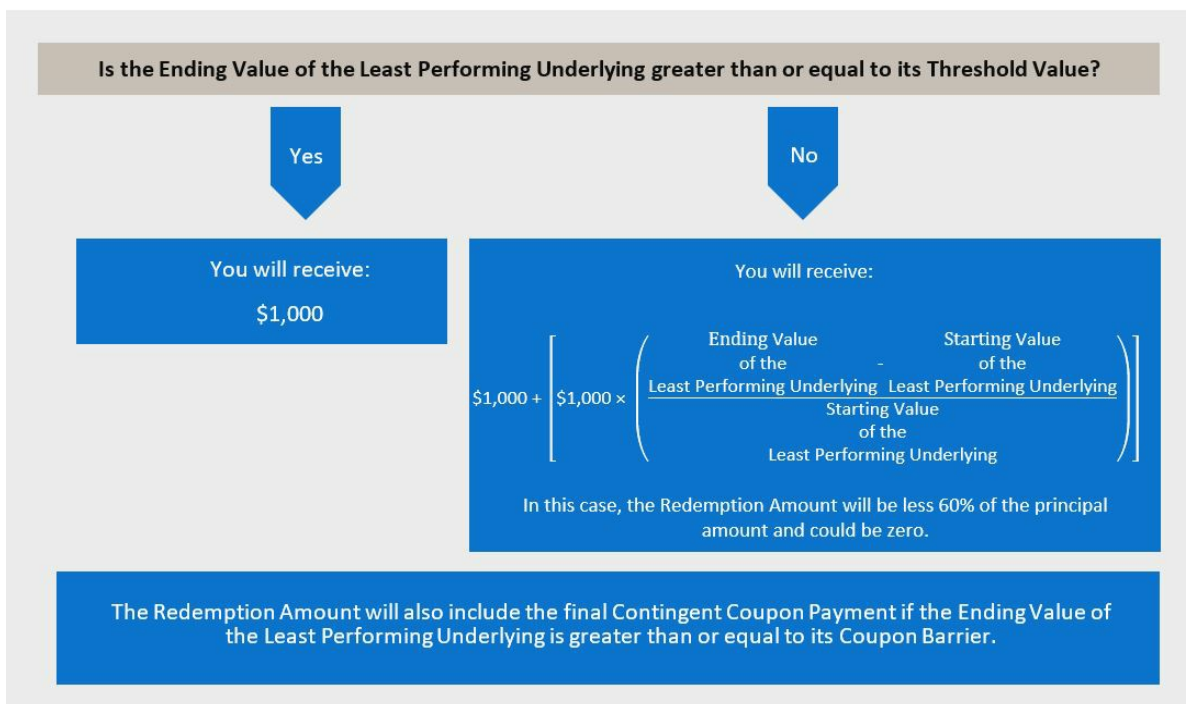 Is the Ending Value of the Least Performing Underlying greater than or equal to its Threshold Value?
Yes
No
You will receive:
$1,000
You will receive:
$1,000 + [$1,000 × (
Ending Value
of the
Least Performing Underlying
-
Starting Value
of the
Least Performing Underlying
Starting Value
of the
Least Performing Underlying
)]
In this case, the Redemption Amount will be less 60% of the principal
amount and could be zero.
The Redemption Amount will also include the final Contingent Coupon Payment if the Ending Value of
the Least Performing Underlying is greater than or equal to its Coupon Barrier.